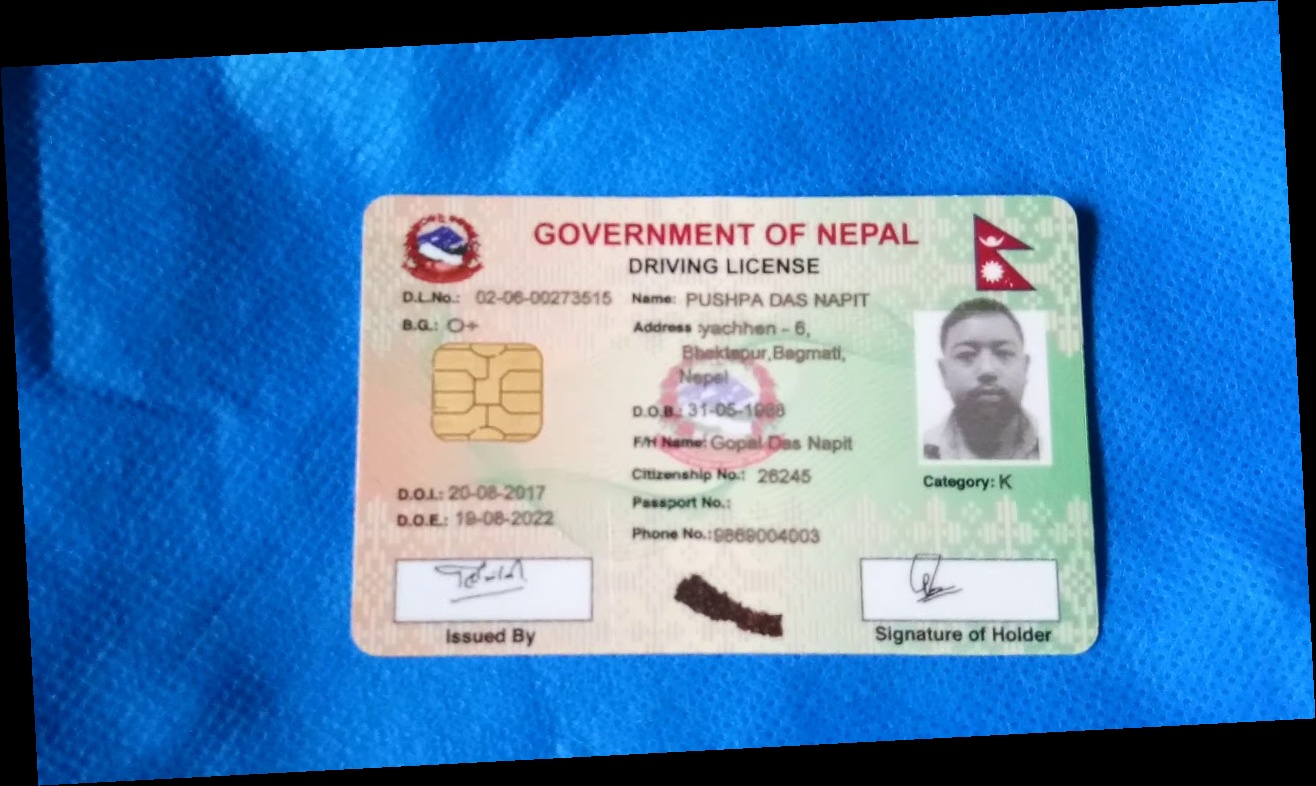 GOVERNMENT OF NEPAL
DRIVING LICENSE
D.L.No.: 02-06-00273515
B.G.: O+
Name: PUSHPA DAS NAPIT
Address :yachhen - 6,
Bhaktapur,Bagmati,
Nepal
D.O.B.: 31-05-1988
F/H Name: Gopal Das Napit
Citizenship No.: 26245
Passport No.:
Phone No.:9869004003
D.O.I.: 20-08-2017
D.O.E.: 19-08-2022
Category: K
Issued By
Signature of Holder